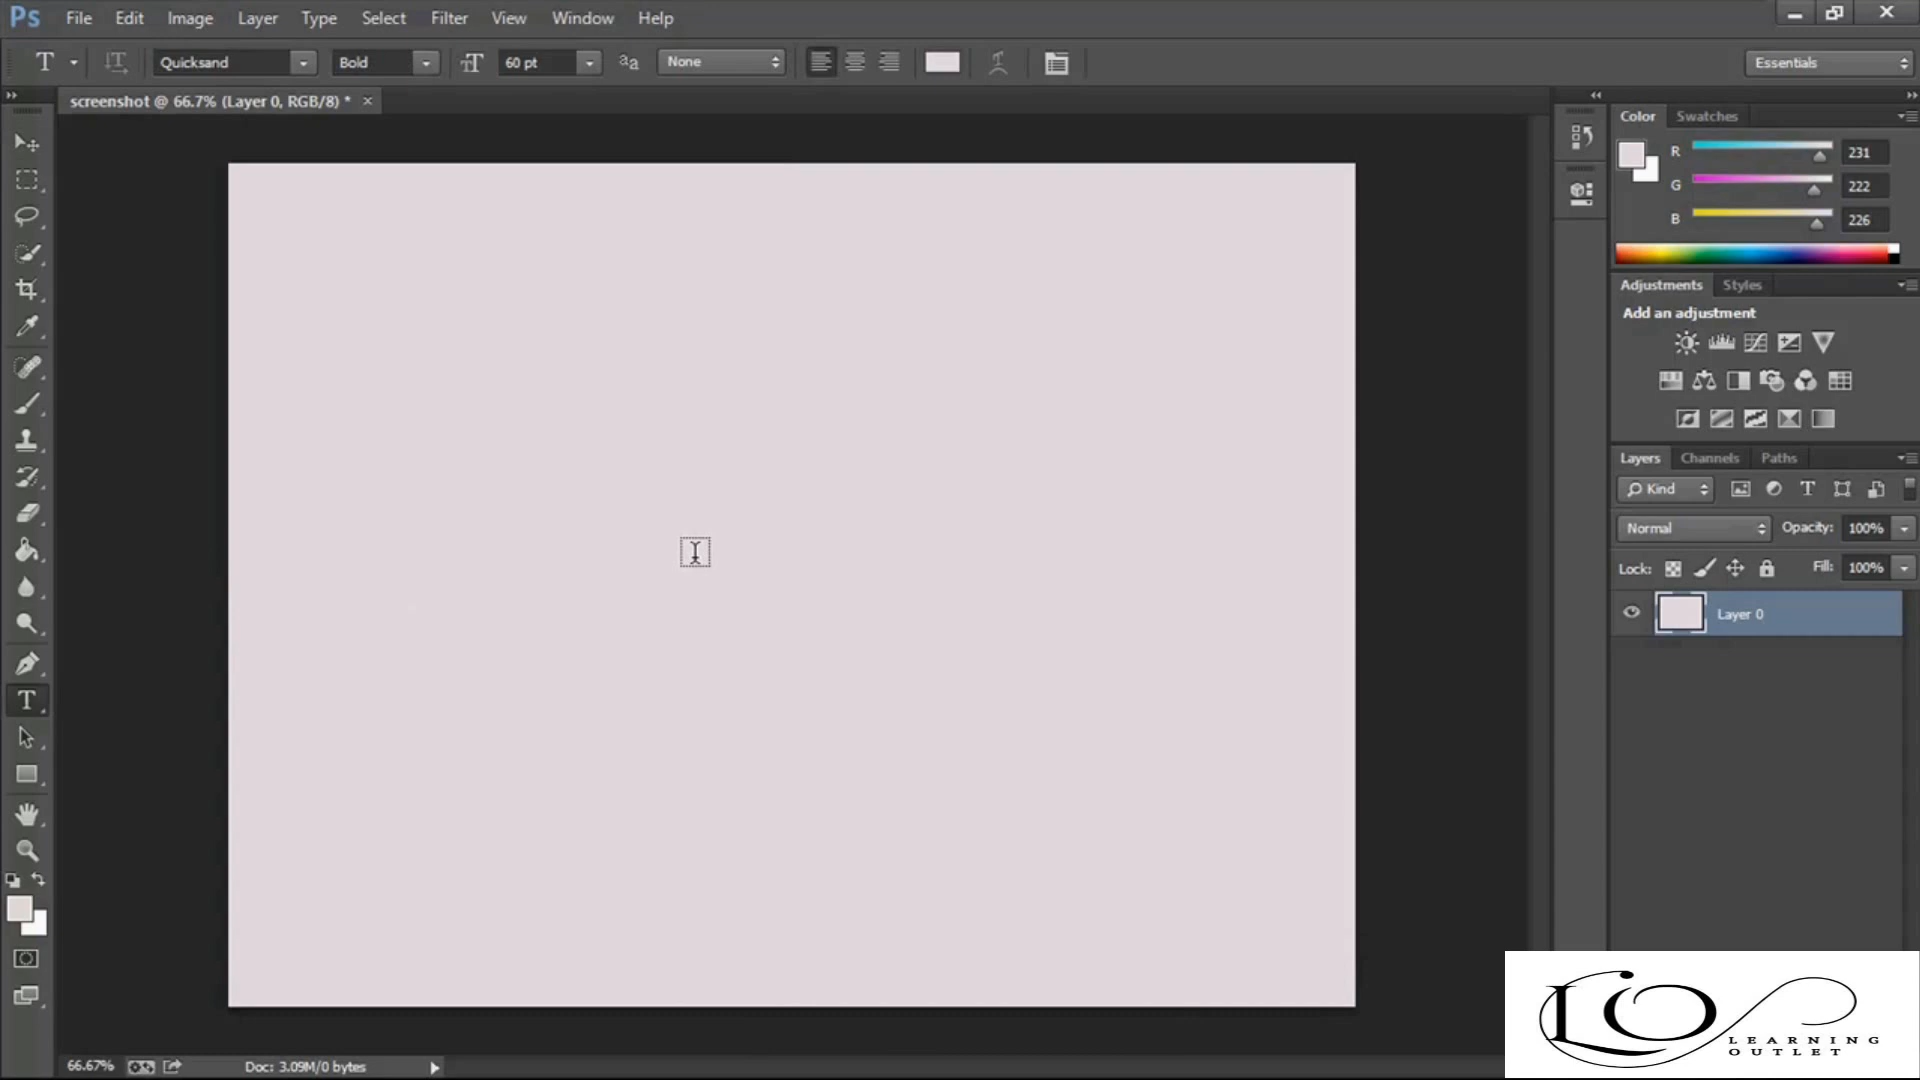 Ps File Edit Image Layer Type Select Filter View Window Help
T Quicksand Bold 60 pt aa None Essentials
screenshot @ 66.7% (Layer 0, RGB/8) * ×
Color Swatches
R 231
G 222
B 226
Adjustments Styles
Add an adjustment
Layers Channels Paths
Kind T
Normal Opacity: 100%
Lock: Fill: 100%
Layer 0
T
66.67% Doc: 3.09M/0 bytes
LO
LEARNING
OUTLET